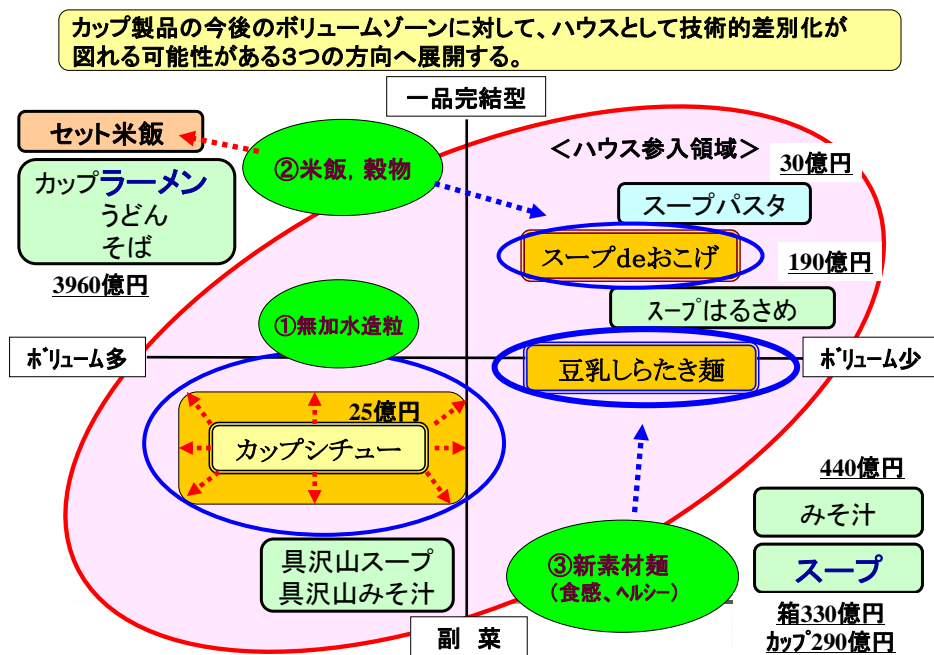 カップ製品の今後のボリュームゾーンに対して、ハウスとして技術的差別化が
図れる可能性がある３つの方向へ展開する。
一品完結型
セット米飯
カップラーメン
うどん
そば
3960億円
②米飯，穀物
＜ハウス参入領域＞
30億円
スープパスタ
スープdeおこげ
190億円
スープはるさめ
①無加水造粒
ボリューム多
ボリューム少
豆乳しらたき麺
25億円
カップシチュー
440億円
みそ汁
スープ
箱330億円
カップ290億円
具沢山スープ
具沢山みそ汁
③新素材麺
（食感、ヘルシー）
副 菜